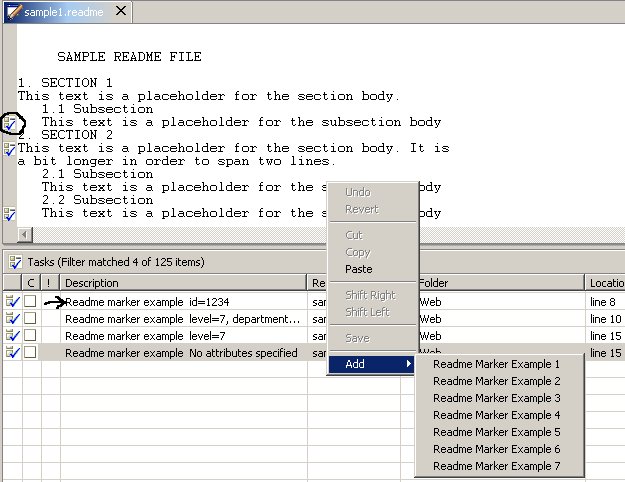 sample1.readme
SAMPLE README FILE
1. SECTION 1
This text is a placeholder for the section body.
1.1 Subsection
This text is a placeholder for the subsection body
2. SECTION 2
This text is a placeholder for the section body. It is
a bit longer in order to span two lines.
2.1 Subsection
This text is a placeholder for the s section body
2.2 Subsection
This text is a placeholder for the s section body
Undo
Revert
Cut
Copy
Paste
Shift Right
Shift Left
Save
Add
Readme Marker Example 1
Readme Marker Example 2
Readme Marker Example 3
Readme Marker Example 4
Readme Marker Example 5
Readme Marker Example 6
Readme Marker Example 7
Tasks (Filter matched 4 of 125 items)
C ! Description Re Folder Location
Readme marker example id=1234 sar Web line 8
Readme marker example level=7, department... sar Web line 10
Readme marker example level=7 sar Web line 15
Readme marker example No attributes specified sar Web line 15